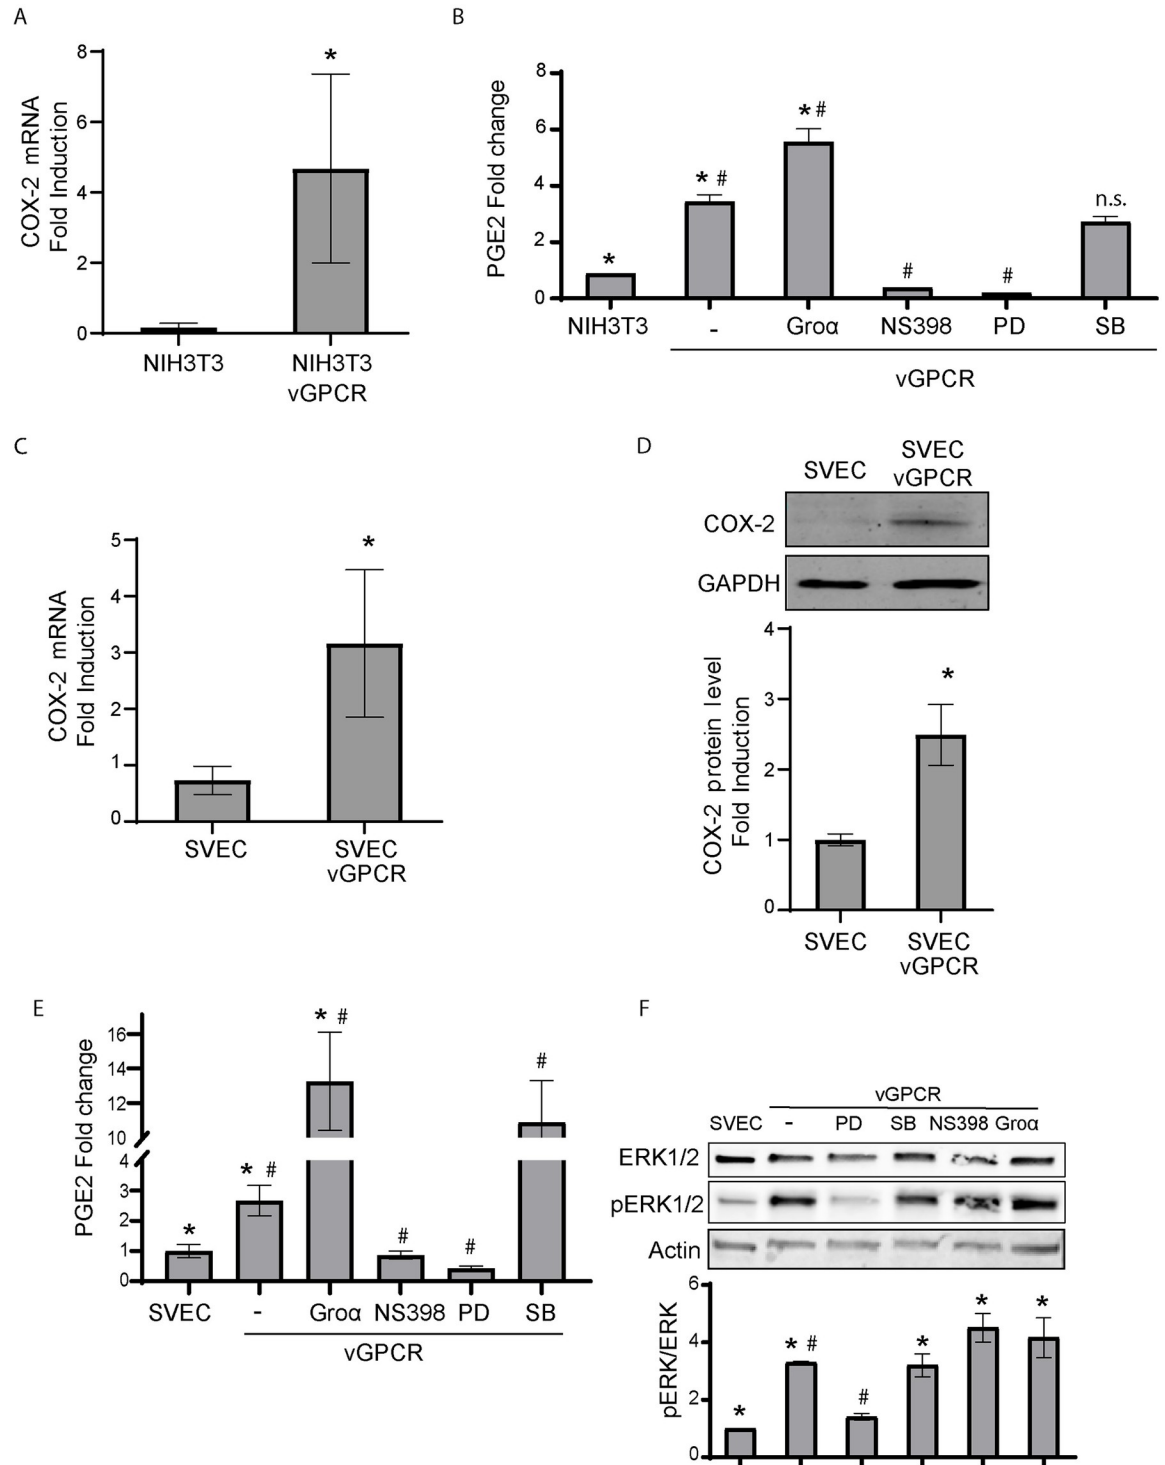 A
COX-2 mRNA
Fold Induction
8
6
4
2
0
*
NIH3T3
NIH3T3
vGPCR
B
PGE2 Fold change
8
6
4
2
0
*
* #
* #
#
#
n.s.
NIH3T3
-
Groα
NS398
PD
SB
vGPCR
C
COX-2 mRNA
Fold Induction
5
4
3
2
1
0
*
SVEC
SVEC
vGPCR
D
SVEC
SVEC
vGPCR
COX-2
GAPDH
COX-2 protein level
Fold Induction
4
3
2
1
0
*
SVEC
SVEC
vGPCR
E
PGE2 Fold change
16
14
12
10
4
3
2
1
0
*
* #
* #
#
#
#
SVEC
-
Groα
NS398
PD
SB
vGPCR
F
vGPCR
SVEC
-
PD
SB
NS398
Groα
ERK1/2
pERK1/2
Actin
pERK/ERK
6
4
2
0
*
* #
#
*
*
*